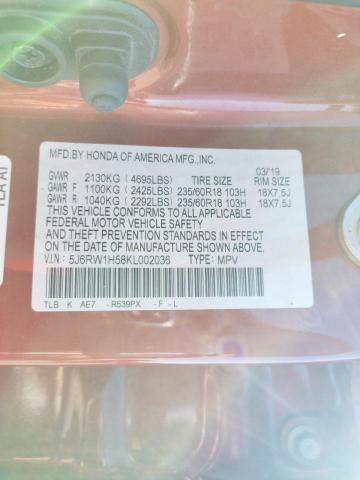 MFD.BY HONDA OF AMERICA MFG.,INC.
03/19
GVWR 2130KG (4695LBS) TIRE SIZE RIM SIZE
GAWR F 1100KG (2425LBS) 235/60R18 103H 18X7.5J
GAWR R 1040KG (2292LBS) 235/60R18 103H 18X7.5J
THIS VEHICLE CONFORMS TO ALL APPLICABLE
FEDERAL MOTOR VEHICLE SAFETY
AND THEFT PREVENTION STANDARDS IN EFFECT ON
THE DATE OF MANUFACTURE SHOWN ABOVE.
V.I.N: 5J6RW1H58KL002036 TYPE: MPV
TLB K AE7 - R539PX - F - L